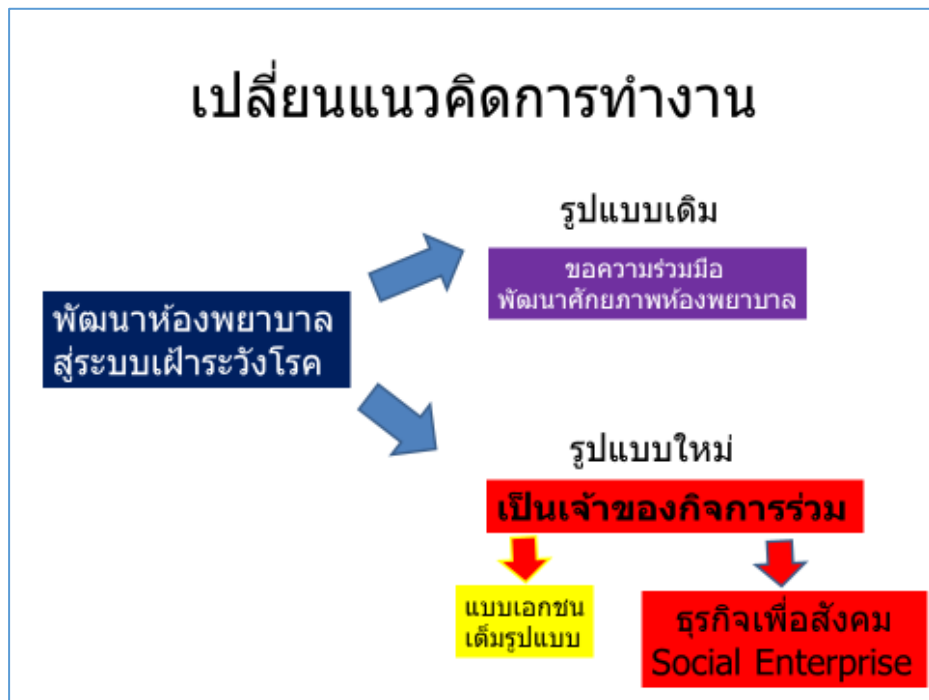 เปลี่ยนแนวคิดการทำงาน
รูปแบบเดิม
ขอความร่วมมือ
พัฒนาศักยภาพห้องพยาบาล
พัฒนาห้องพยาบาล
สู่ระบบเฝ้าระวังโรค
รูปแบบใหม่
เป็นเจ้าของกิจการร่วม
แบบเอกชน
เต็มรูปแบบ
ธุรกิจเพื่อสังคม
Social Enterprise